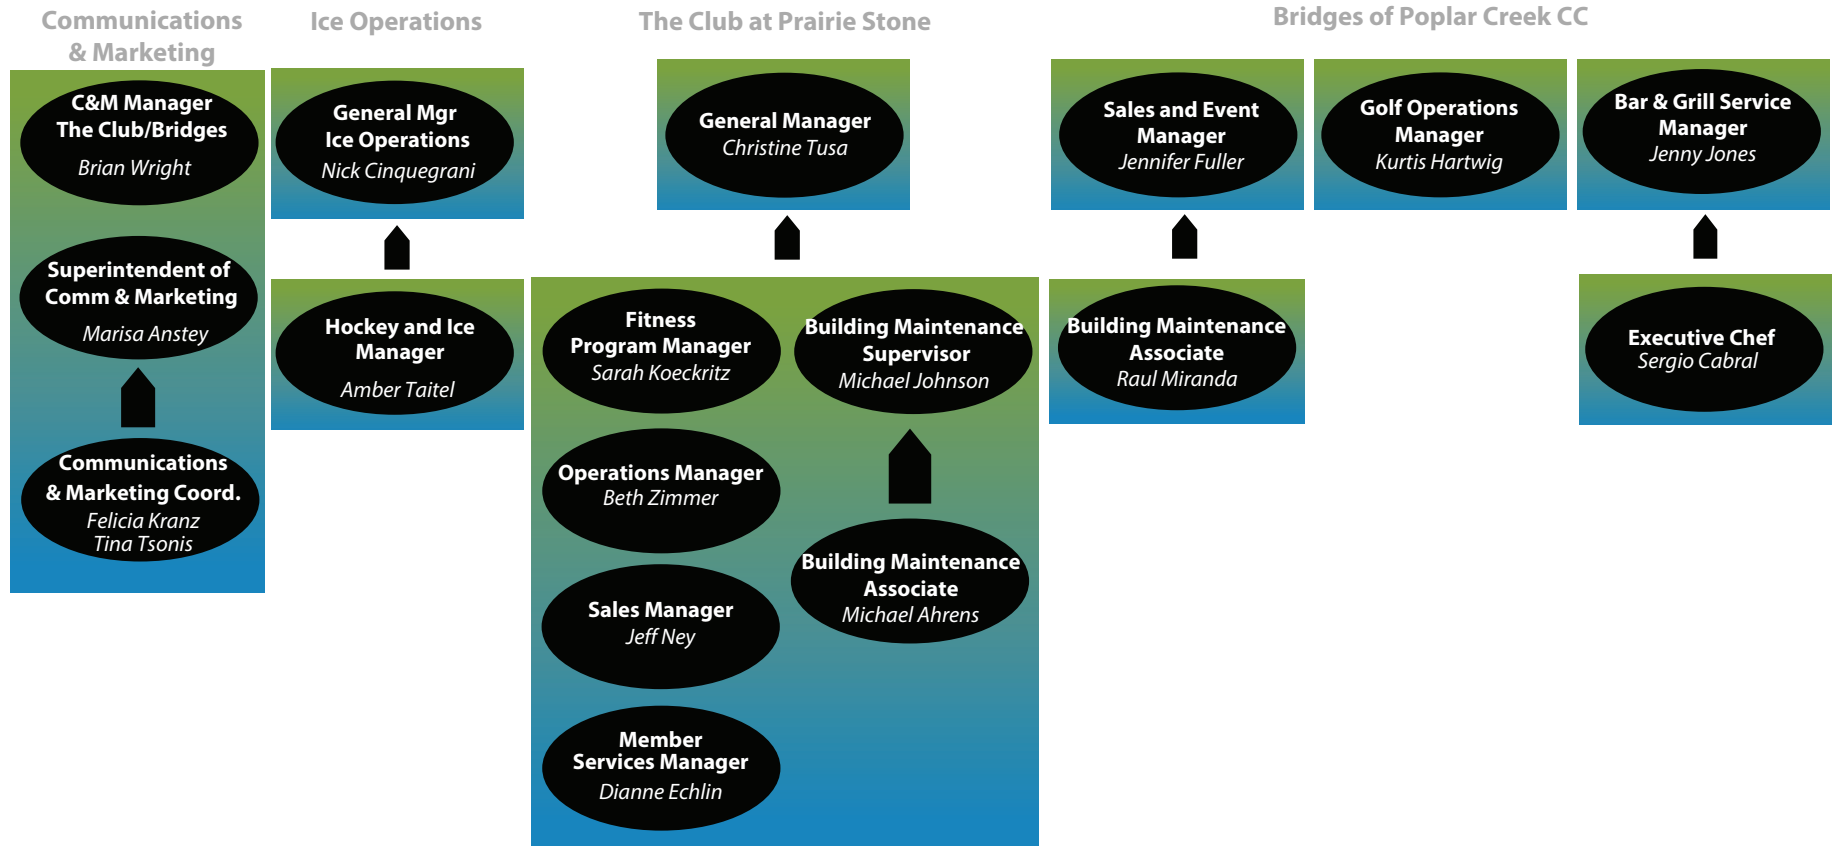 Communications
& Marketing
C&M Manager
The Club/Bridges
Brian Wright
Superintendent of
Comm & Marketing
Marisa Anstey
Communications
& Marketing Coord.
Felicia Kranz
Tina Tsonis
Ice Operations
General Mgr
Ice Operations
Nick Cinquegrani
Hockey and Ice
Manager
Amber Taitel
The Club at Prairie Stone
General Manager
Christine Tusa
Fitness
Program Manager
Sarah Koeckritz
Operations Manager
Beth Zimmer
Sales Manager
Jeff Ney
Member
Services Manager
Dianne Echlin
Building Maintenance
Supervisor
Michael Johnson
Building Maintenance
Associate
Michael Ahrens
Bridges of Poplar Creek CC
Sales and Event
Manager
Jennifer Fuller
Building Maintenance
Associate
Raul Miranda
Golf Operations
Manager
Kurtis Hartwig
Bar & Grill Service
Manager
Jenny Jones
Executive Chef
Sergio Cabral